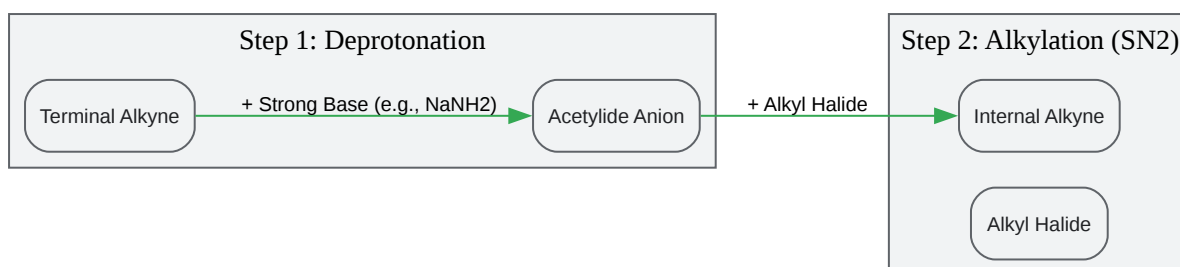 Step 1: Deprotonation
Terminal Alkyne
+ Strong Base (e.g., NaNH2)
Acetylide Anion
+ Alkyl Halide
Step 2: Alkylation (SN2)
Internal Alkyne
Alkyl Halide